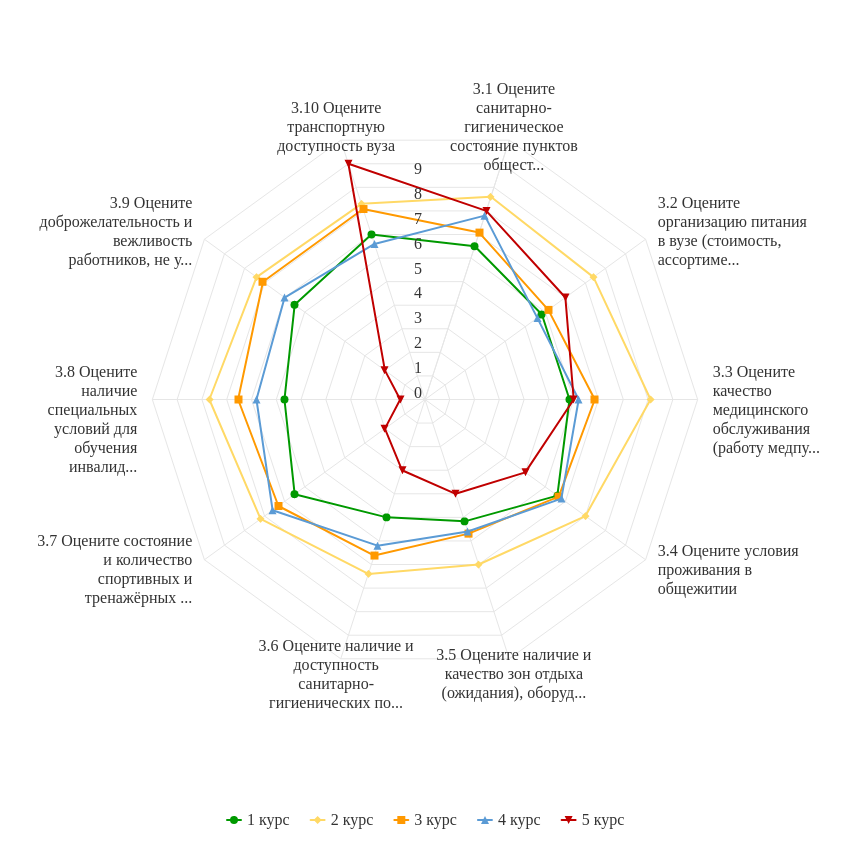 3.1 Оцените
санитарно-
гигиеническое
состояние пунктов
общест...
3.2 Оцените
организацию питания
в вузе (стоимость,
ассортиме...
3.3 Оцените
качество
медицинского
обслуживания
(работу медпу...
3.4 Оцените условия
проживания в
общежитии
3.5 Оцените наличие и
качество зон отдыха
(ожидания), оборуд...
3.6 Оцените наличие и
доступность
санитарно-
гигиенических по...
3.7 Оцените состояние
и количество
спортивных и
тренажёрных ...
3.8 Оцените
наличие
специальных
условий для
обучения
инвалид...
3.9 Оцените
доброжелательность и
вежливость
работников, не у...
3.10 Оцените
транспортную
доступность вуза
9
8
7
6
5
4
3
2
1
0
1 курс
2 курс
3 курс
4 курс
5 курс